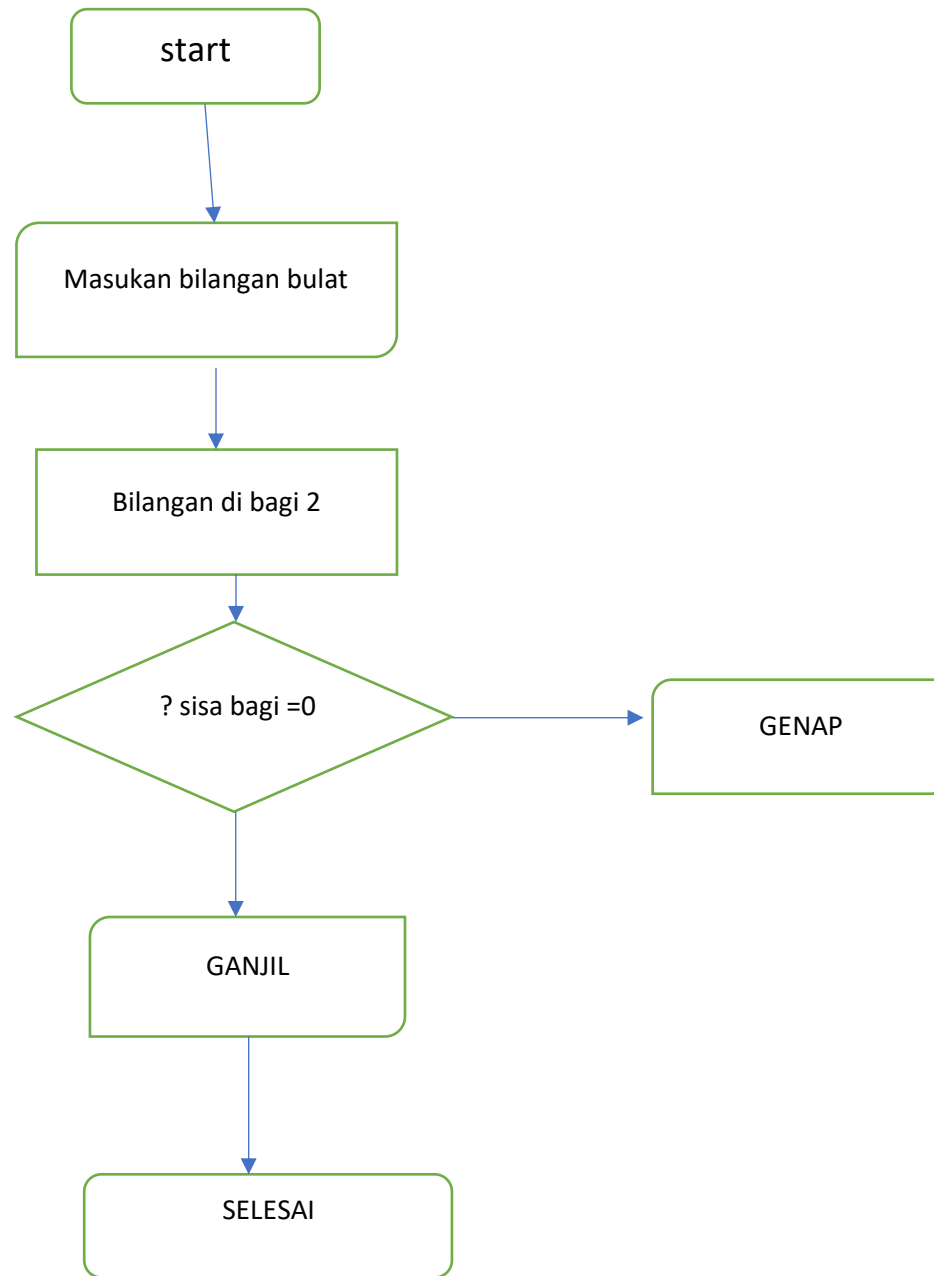 start
Masukan bilangan bulat
Bilangan di bagi 2
? sisa bagi =0
GENAP
GANJIL
SELESAI